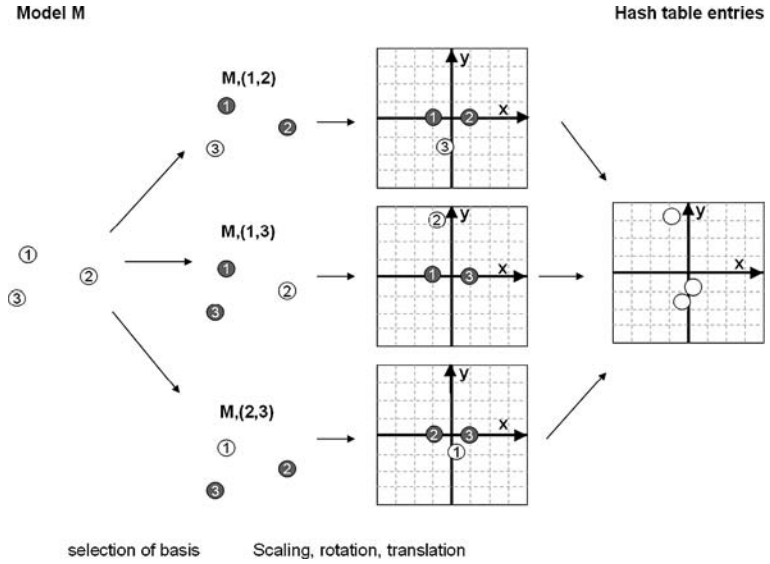 Model M
Hash table entries
M,(1,2)
1
2
3
y
x
1
2
3
M,(1,3)
1
2
3
y
x
2
1
3
1
2
3
y
x
M,(2,3)
1
2
3
y
x
2
3
1
selection of basis
Scaling, rotation, translation